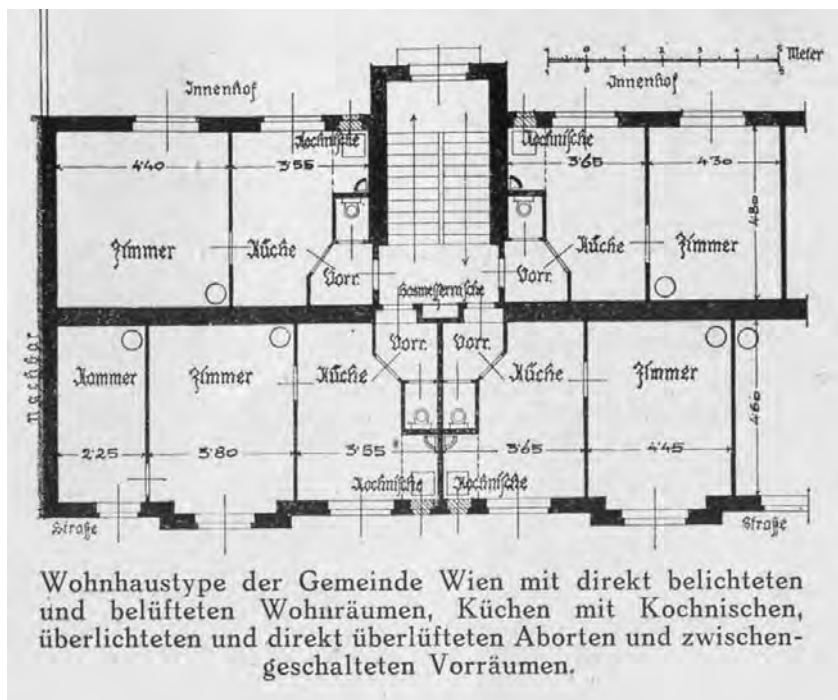 1 0 1 2 3 4 5 Meter
Innenhof
Innenhof
Kochnische
Kochnische
4'40
3'55
3'65
4'30
4'80
Zimmer
Küche
Vorr.
Vorr.
Küche
Zimmer
Gasmessernische
Nachbar
Vorr.
Vorr.
Kammer
Zimmer
Küche
Küche
Zimmer
4'60
2'25
3'80
3'55
3'65
4'45
Kochnische
Kochnische
Straße
Straße
Wohnhaustype der Gemeinde Wien mit direkt belichteten
und belüfteten Wohnräumen, Küchen mit Kochnischen,
überlichteten und direkt überlüfteten Aborten und zwischen-
geschalteten Vorräumen.